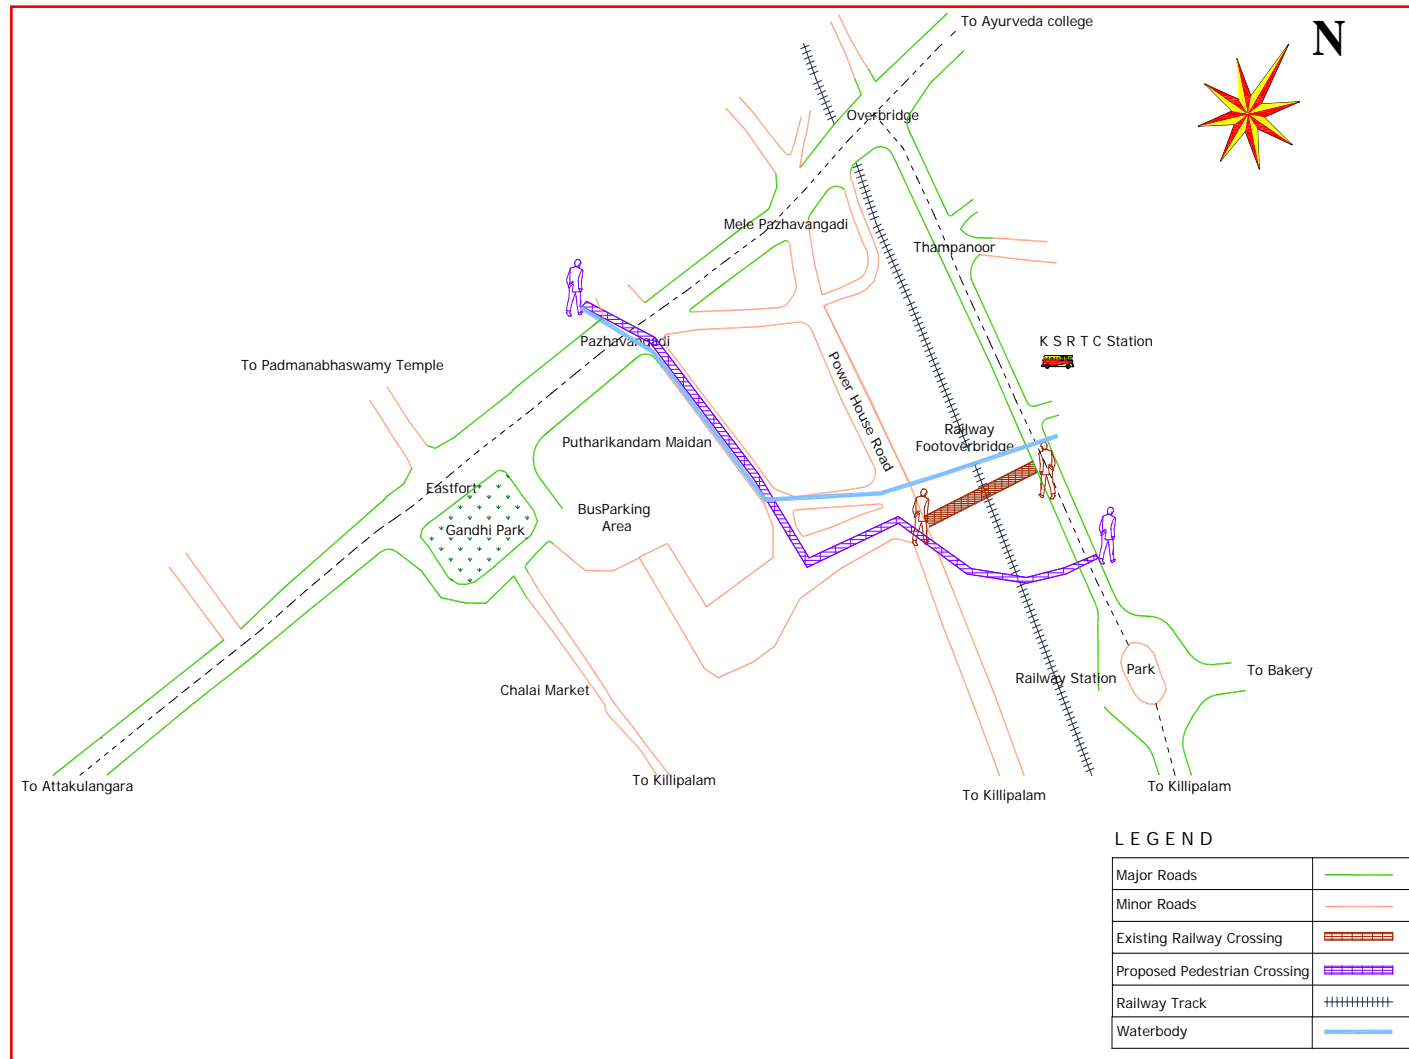 To Ayurveda college
N
Overbridge
Mele Pazhavangadi
Thampanoor
Pazhavangadi
K S R T C Station
To Padmanabhaswamy Temple
Power House Road
Putharikandam Maidan
Railway
Footoverbridge
Eastfort
BusParking
Area
Gandhi Park
Chalai Market
Railway Station
Park
To Bakery
To Attakulangara
To Killipalam
To Killipalam
To Killipalam
L E G E N D
Major Roads
Minor Roads
Existing Railway Crossing
Proposed Pedestrian Crossing
Railway Track
Waterbody